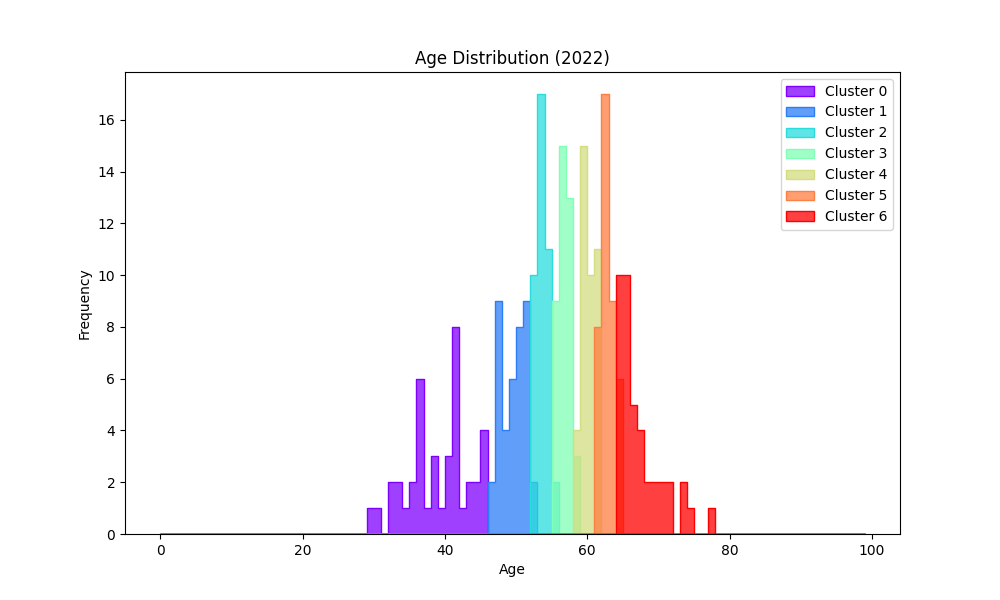 Age Distribution (2022)
Cluster 0
Cluster 1
Cluster 2
Cluster 3
Cluster 4
Cluster 5
Cluster 6
Frequency
16
14
12
10
8
6
4
2
0
0 20 40 60 80 100
Age